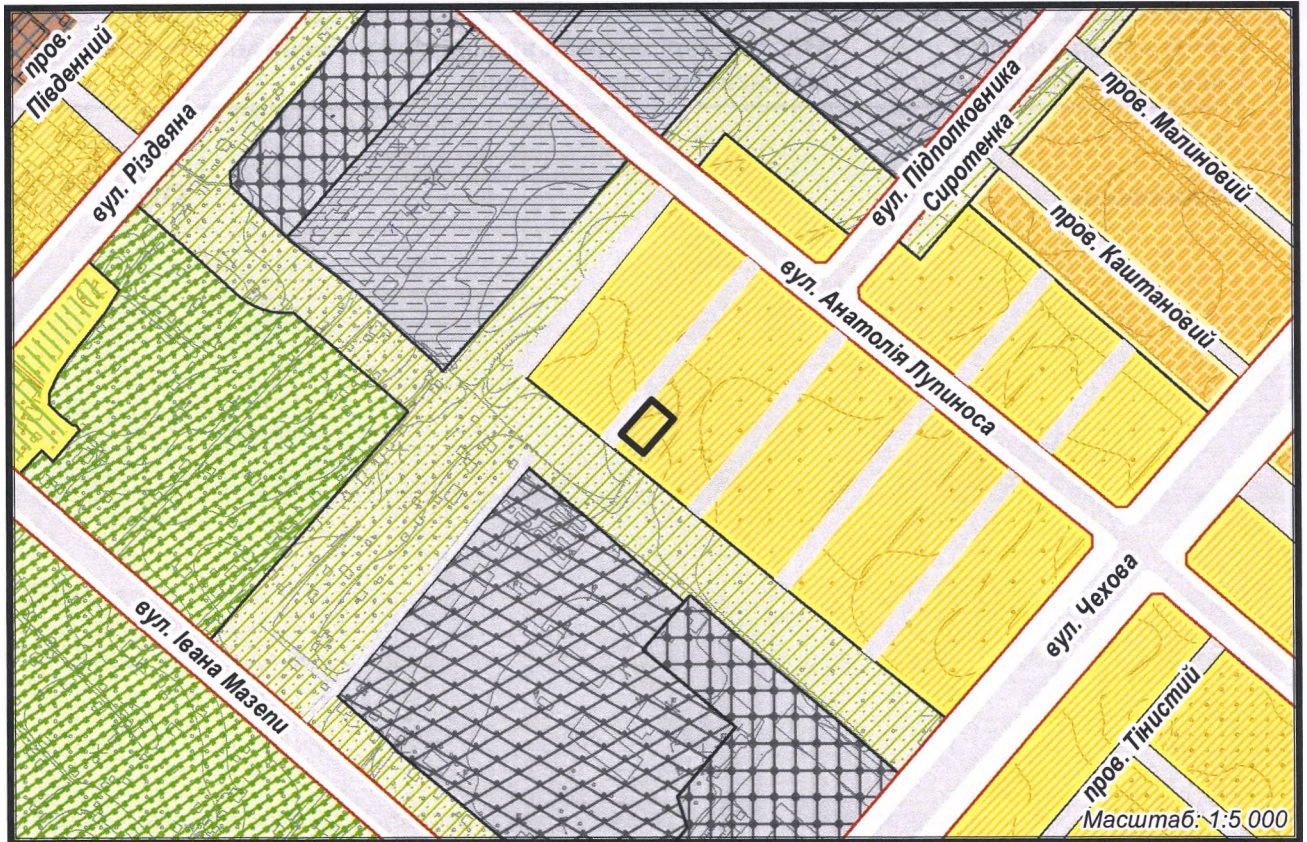 пров.
Південний
вул. Різдвяна
вул. Підполковника
Сиротенка
пров. Малиновий
пров. Каштановий
вул. Анатолія Лупиноса
вул. Чехова
вул. Івана Мазепи
пров. Тінистий
Масштаб: 1:5 000